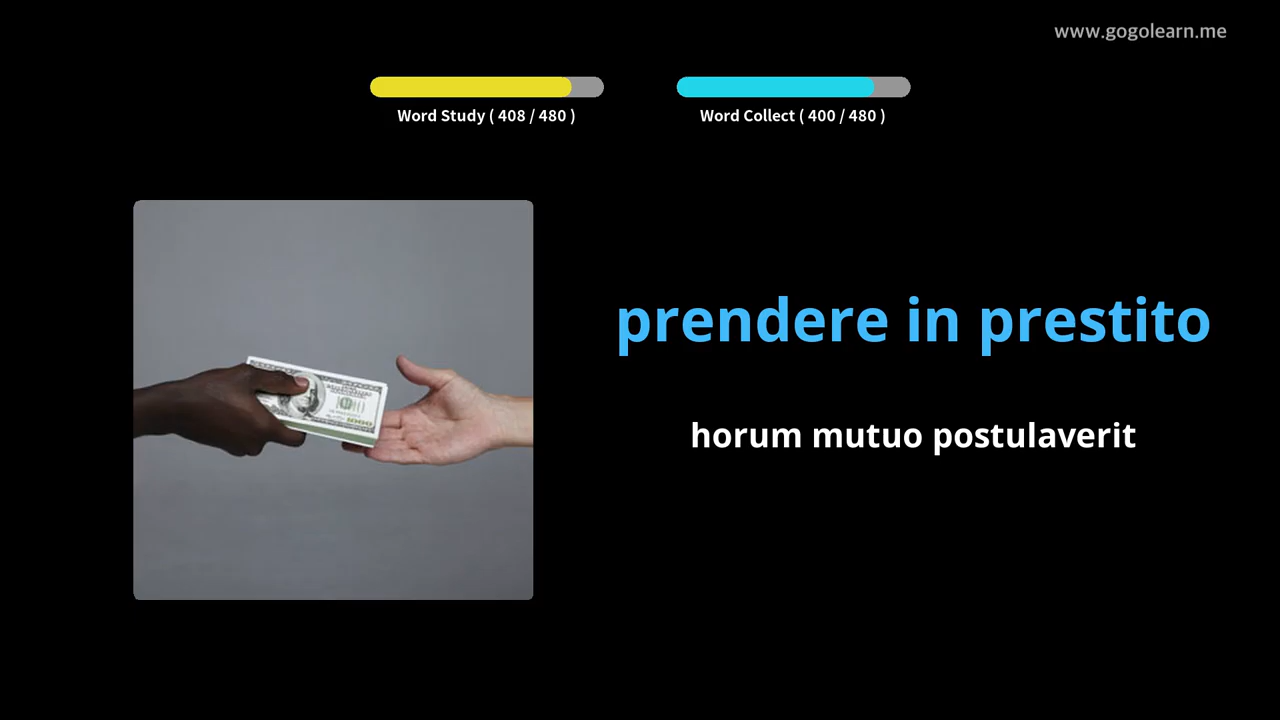 www.gogolearn.me
Word Study ( 408 / 480 )
Word Collect ( 400 / 480 )
prendere in prestito
horum mutuo postulaverit